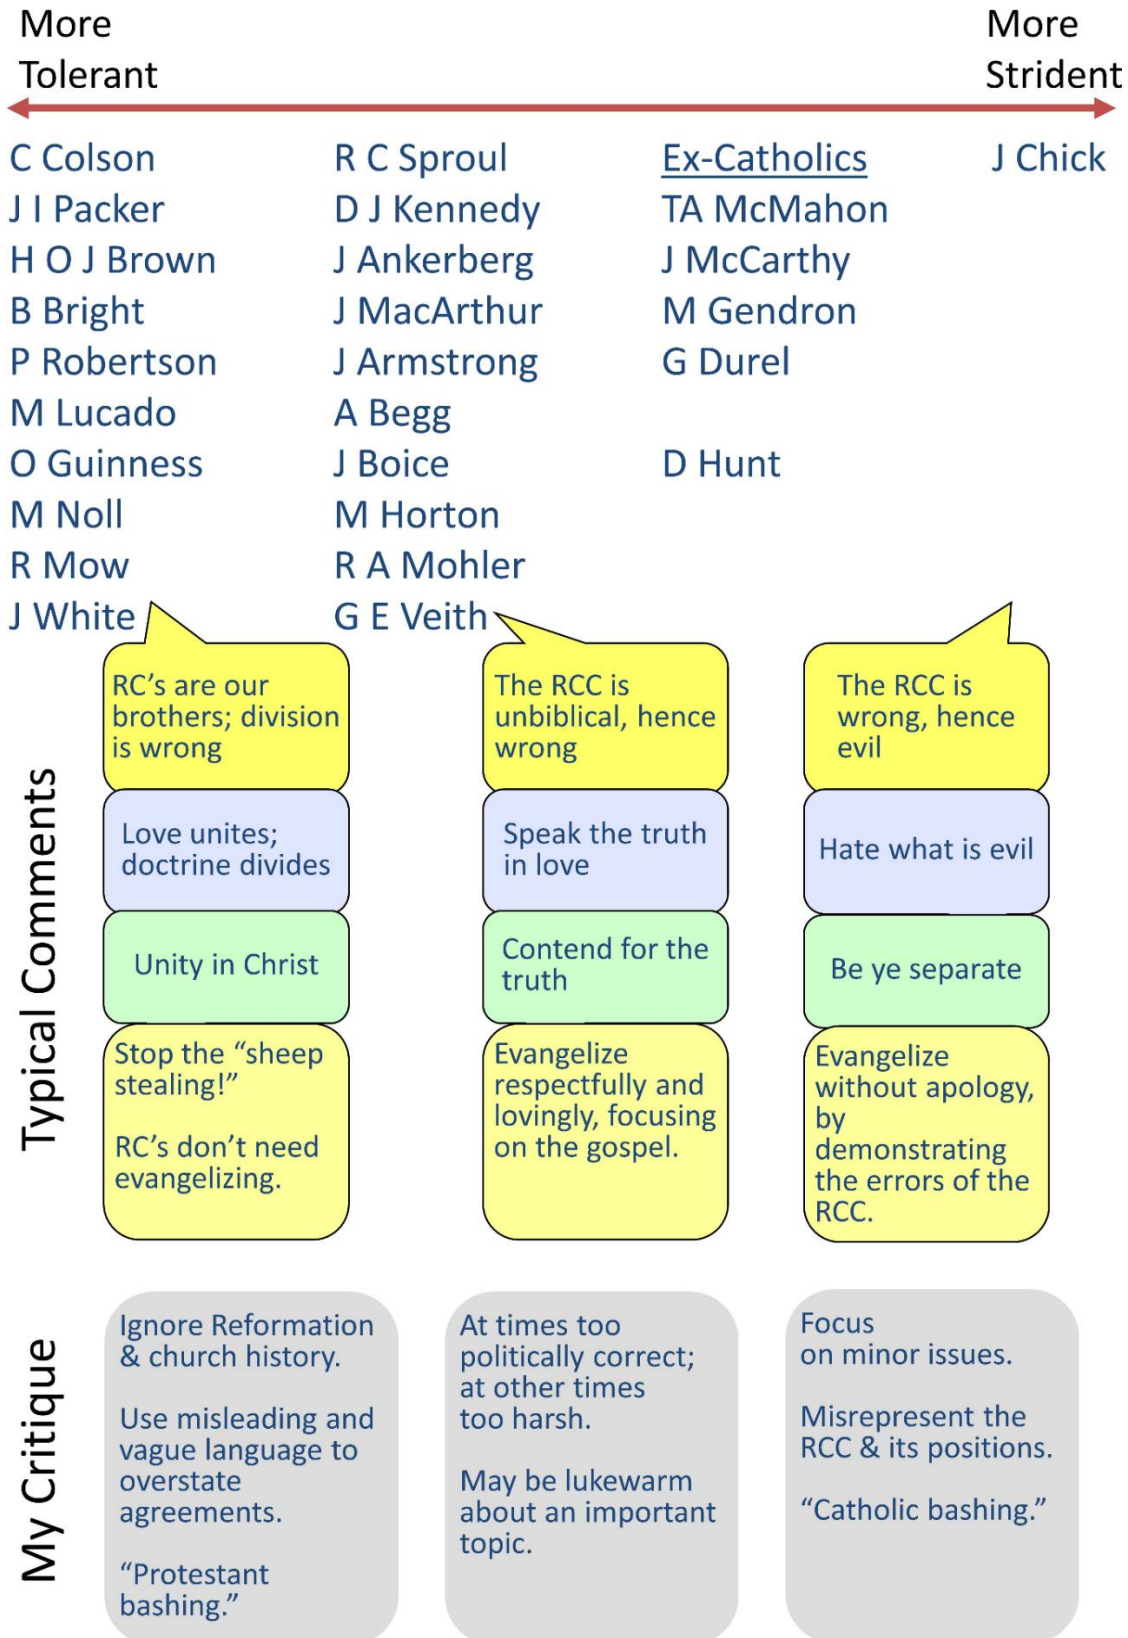 More
Tolerant
More
Strident
C Colson
J I Packer
H O J Brown
B Bright
P Robertson
M Lucado
O Guinness
M Noll
R Mow
J White
R C Sproul
D J Kennedy
J Ankerberg
J MacArthur
J Armstrong
A Begg
J Boice
M Horton
R A Mohler
G E Veith
Ex-Catholics
TA McMahon
J McCarthy
M Gendron
G Durel
D Hunt
J Chick
Typical Comments
RC’s are our
brothers; division
is wrong
Love unites;
doctrine divides
Unity in Christ
Stop the “sheep
stealing!”
RC’s don’t need
evangelizing.
The RCC is
unbiblical, hence
wrong
Speak the truth
in love
Contend for the
truth
Evangelize
respectfully and
lovingly, focusing
on the gospel.
The RCC is
wrong, hence
evil
Hate what is evil
Be ye separate
Evangelize
without apology,
by
demonstrating
the errors of the
RCC.
My Critique
Ignore Reformation
& church history.
Use misleading and
vague language to
overstate
agreements.
“Protestant
bashing.”
At times too
politically correct;
at other times
too harsh.
May be lukewarm
about an important
topic.
Focus
on minor issues.
Misrepresent the
RCC & its positions.
“Catholic bashing.”